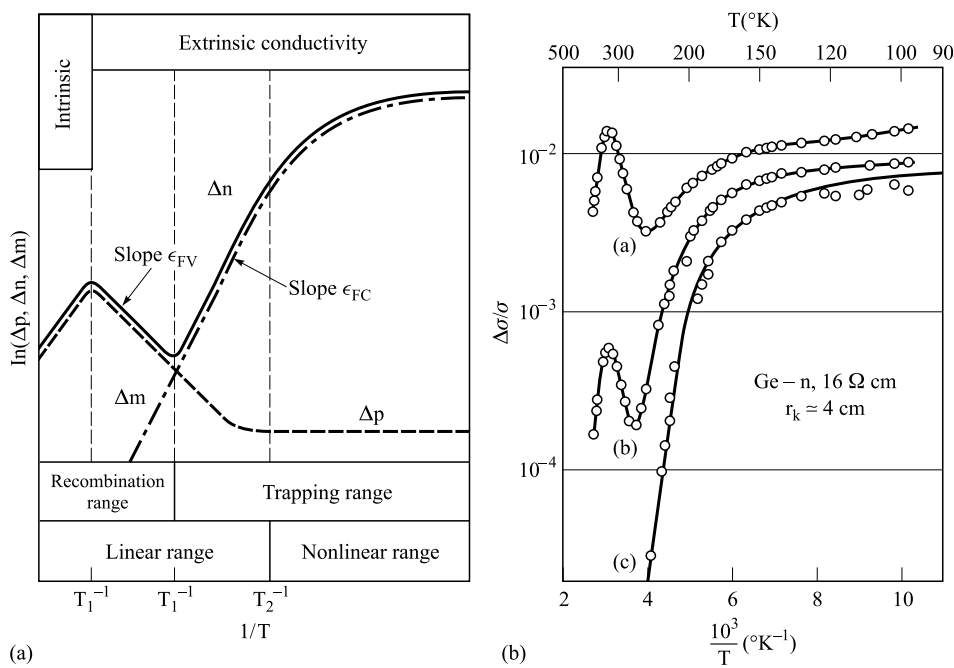 Extrinsic conductivity
Intrinsic
Δn
Slope ϵFV
Slope ϵFC
ln(Δp, Δn, Δm)
Δm
Δp
Recombination
range
Trapping range
Linear range
Nonlinear range
T₁⁻¹
T₁⁻¹
T₂⁻¹
1/T
(a)
T(°K)
500
300
200
150
120
100
90
10⁻²
(a)
10⁻³
Δσ/σ
Ge – n, 16 Ω cm
rₖ ≃ 4 cm
(b)
10⁻⁴
(c)
2
4
6
8
10
10³
T
(°K⁻¹)
(b)